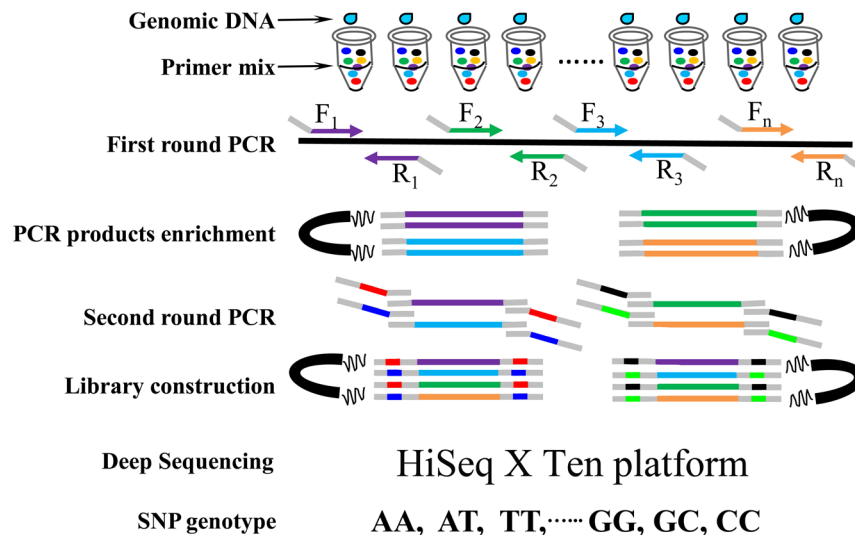 Genomic DNA
Primer mix
......
First round PCR
F1 F2 F3 Fn
R1 R2 R3 Rn
PCR products enrichment
Second round PCR
Library construction
Deep Sequencing HiSeq X Ten platform
SNP genotype AA, AT, TT,······ GG, GC, CC